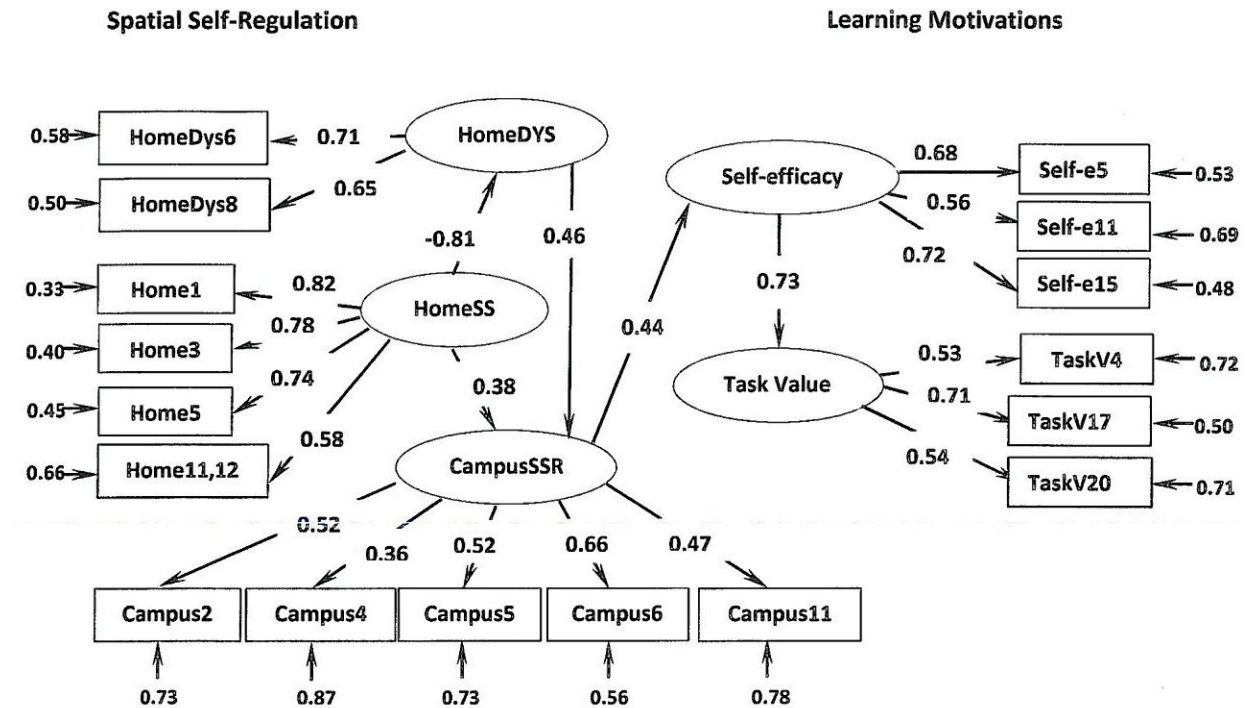 Spatial Self-Regulation
Learning Motivations
0.58
HomeDys6
0.71
HomeDYS
0.50
HomeDys8
0.65
-0.81
0.46
0.33
Home1
0.82
HomeSS
0.40
Home3
0.78
0.45
Home5
0.74
0.38
0.66
Home11,12
0.58
CampusSSR
0.44
0.52
0.36
0.52
0.66
0.47
Campus2
Campus4
Campus5
Campus6
Campus11
0.73
0.87
0.73
0.56
0.78
Self-efficacy
0.68
Self-e5
0.53
0.56
Self-e11
0.69
0.72
Self-e15
0.48
0.73
Task Value
0.53
TaskV4
0.72
0.71
TaskV17
0.50
0.54
TaskV20
0.71